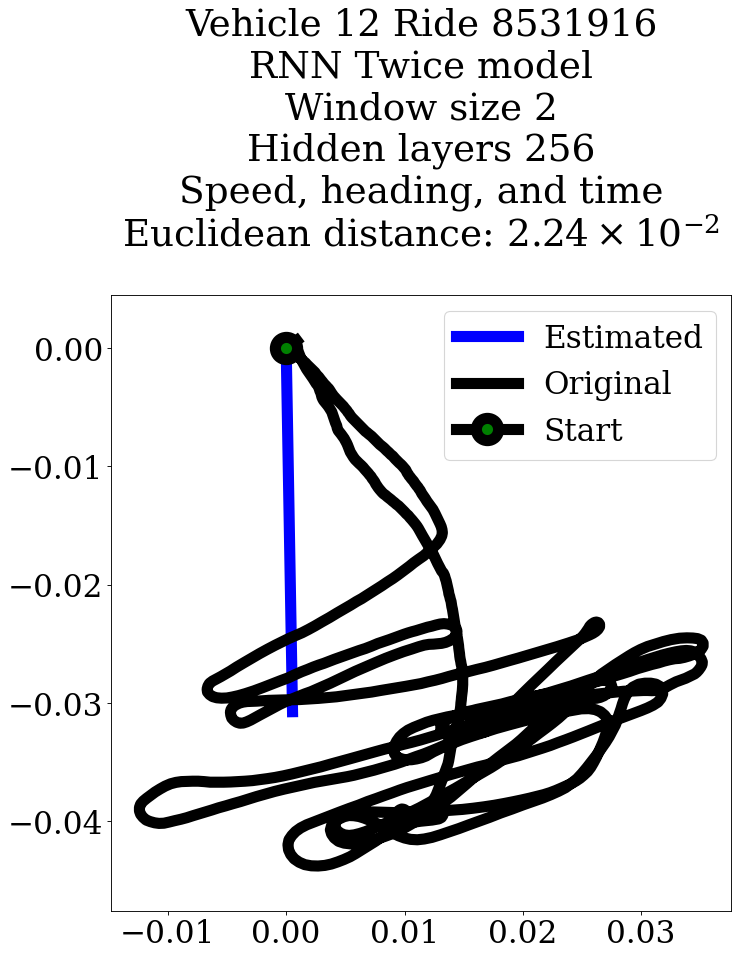 Vehicle 12 Ride 8531916
RNN Twice model
Window size 2
Hidden layers 256
Speed, heading, and time
Euclidean distance: 2.24 × 10⁻²
Estimated
Original
Start
0.00
−0.01
−0.02
−0.03
−0.04
−0.01 0.00 0.01 0.02 0.03